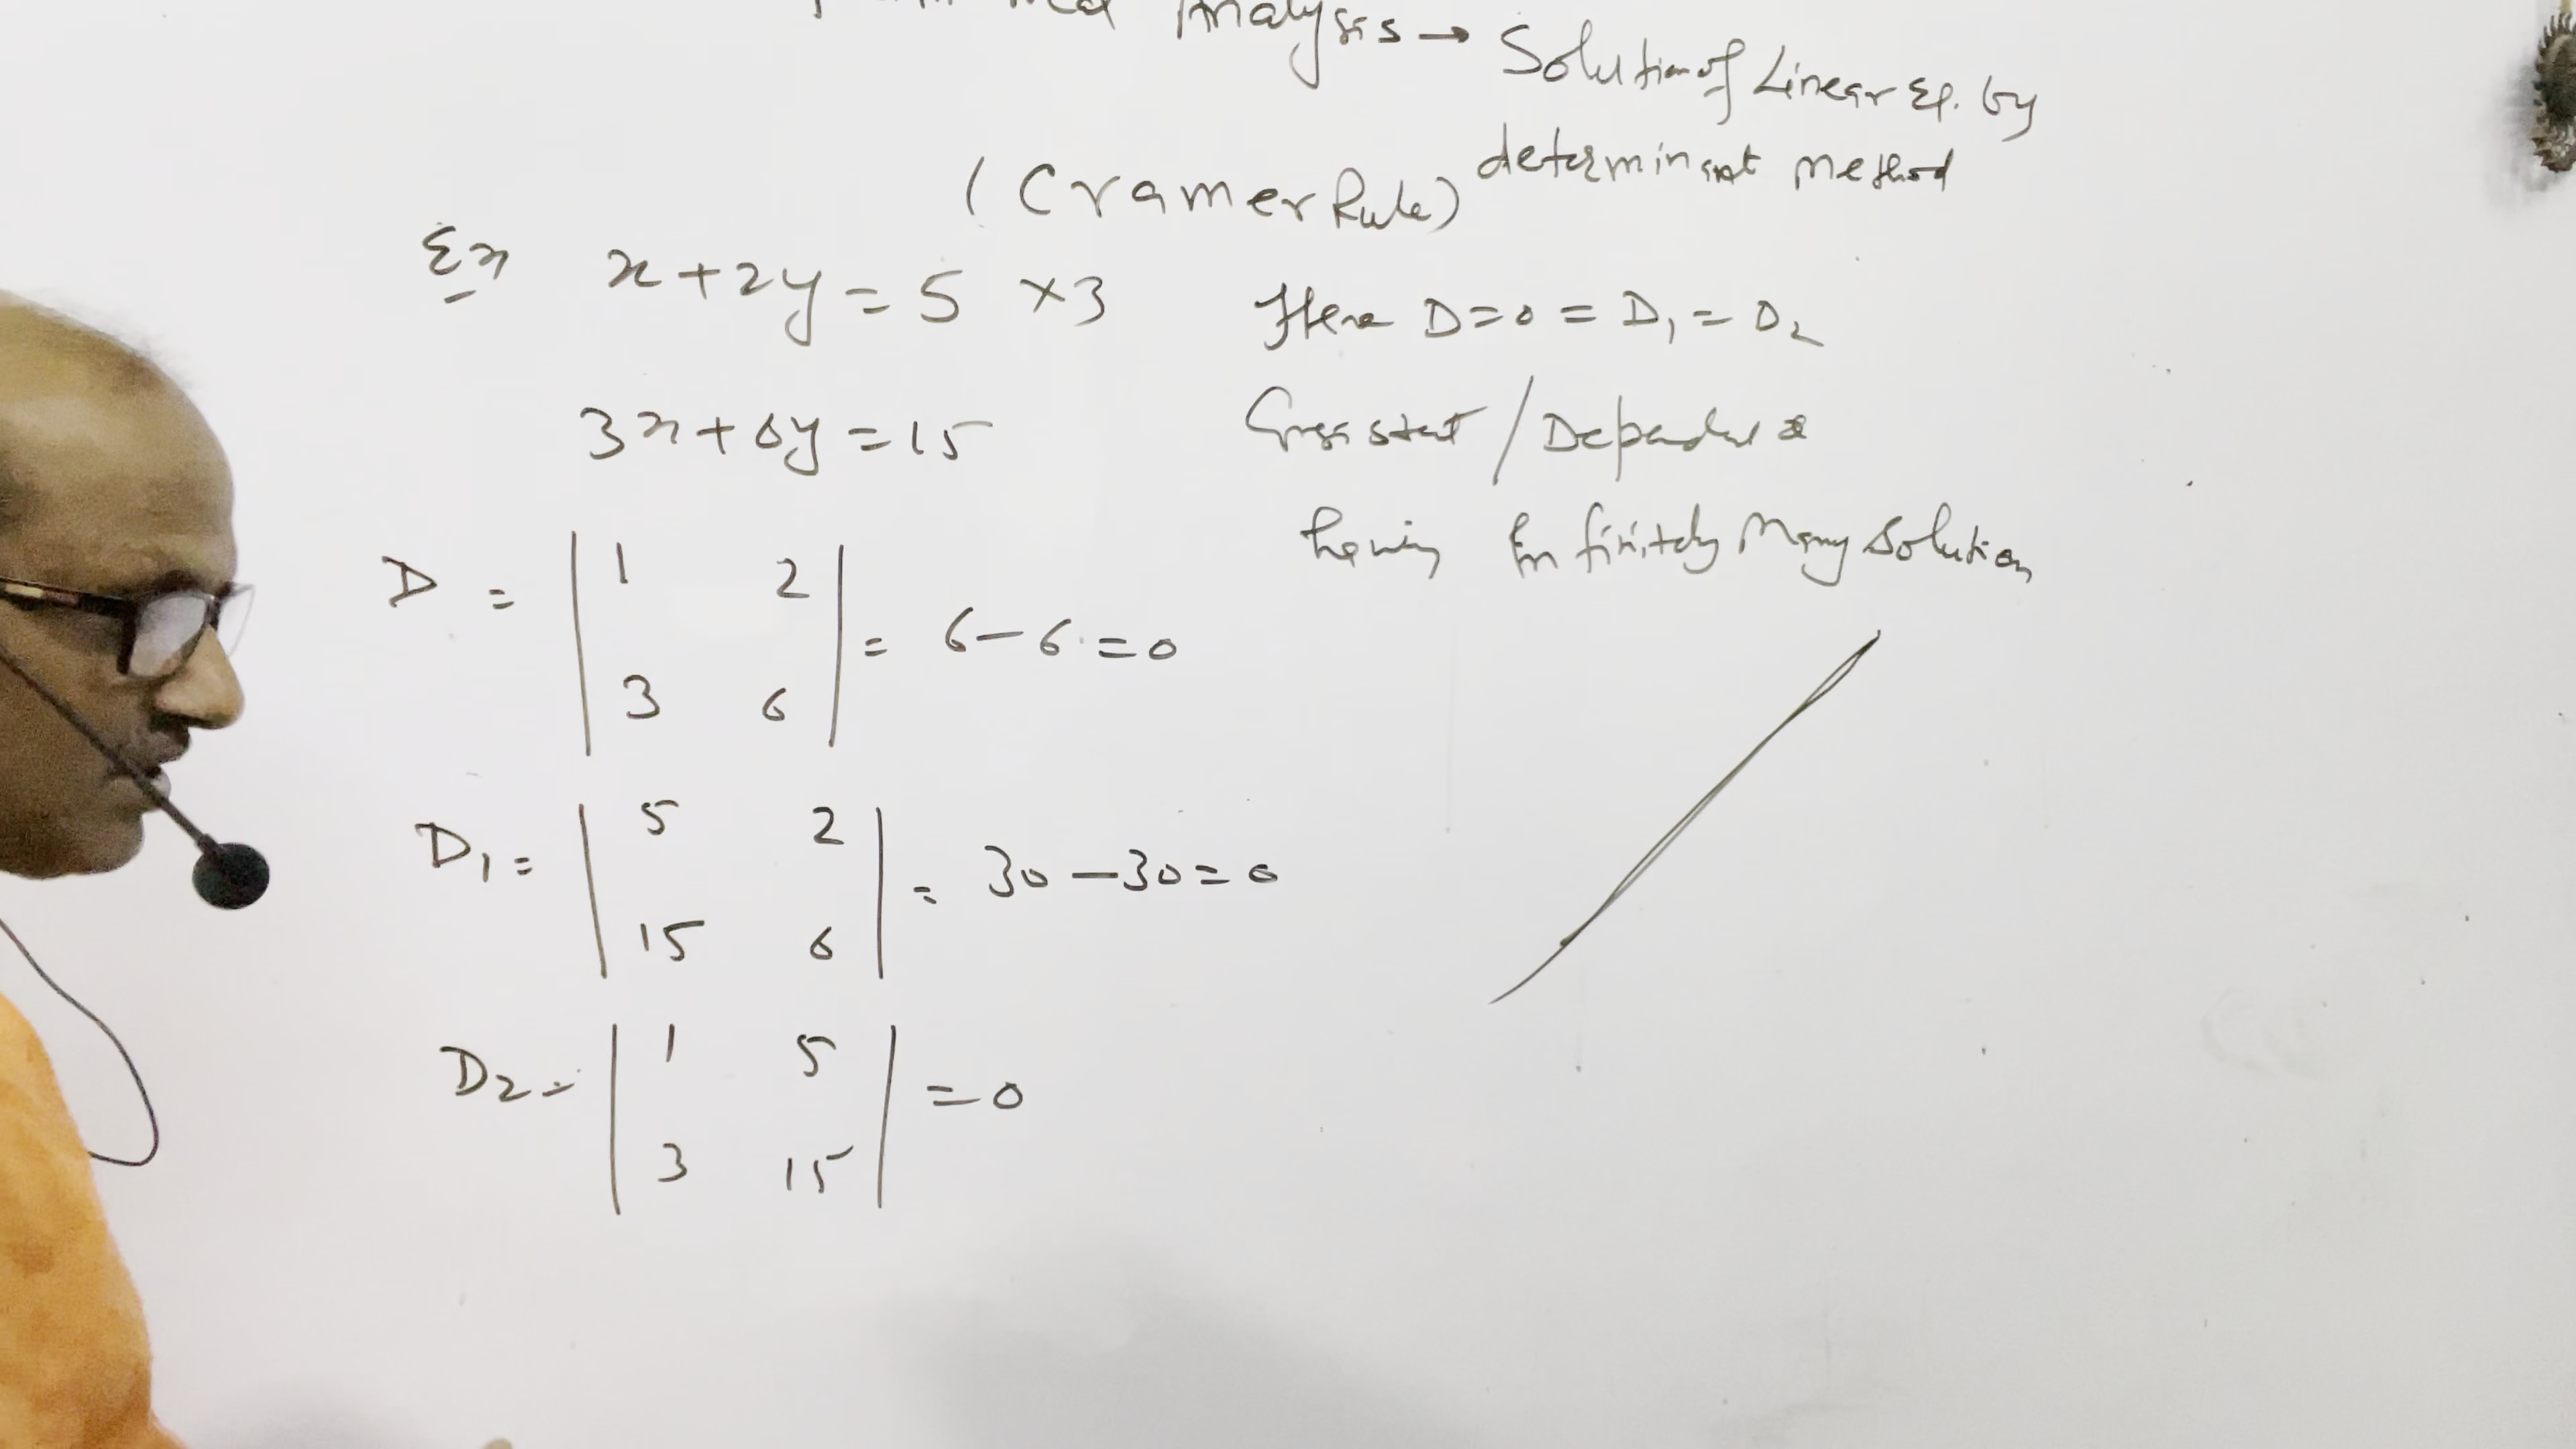 Analysis → Solution of Linear Eq. by
determinant method
(Cramer Rule)
Ex x + 2y = 5 ×3
Here D = 0 = D₁ = D₂
3x + 6y = 15
Consistent / Dependent
having Infinitely Many Solution
D = | 1 2 | = 6 – 6 = 0
| 3 6 |
D₁ = | 5 2 | = 30 – 30 = 0
| 15 6 |
D₂ = | 1 5 | = 0
| 3 15 |